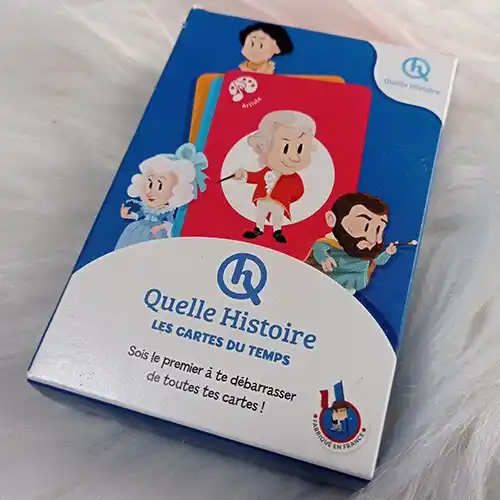 Quelle Histoire
Artiste
Quelle Histoire
LES CARTES DU TEMPS
Sois le premier à te débarrasser
de toutes tes cartes !
FABRIQUÉ EN FRANCE